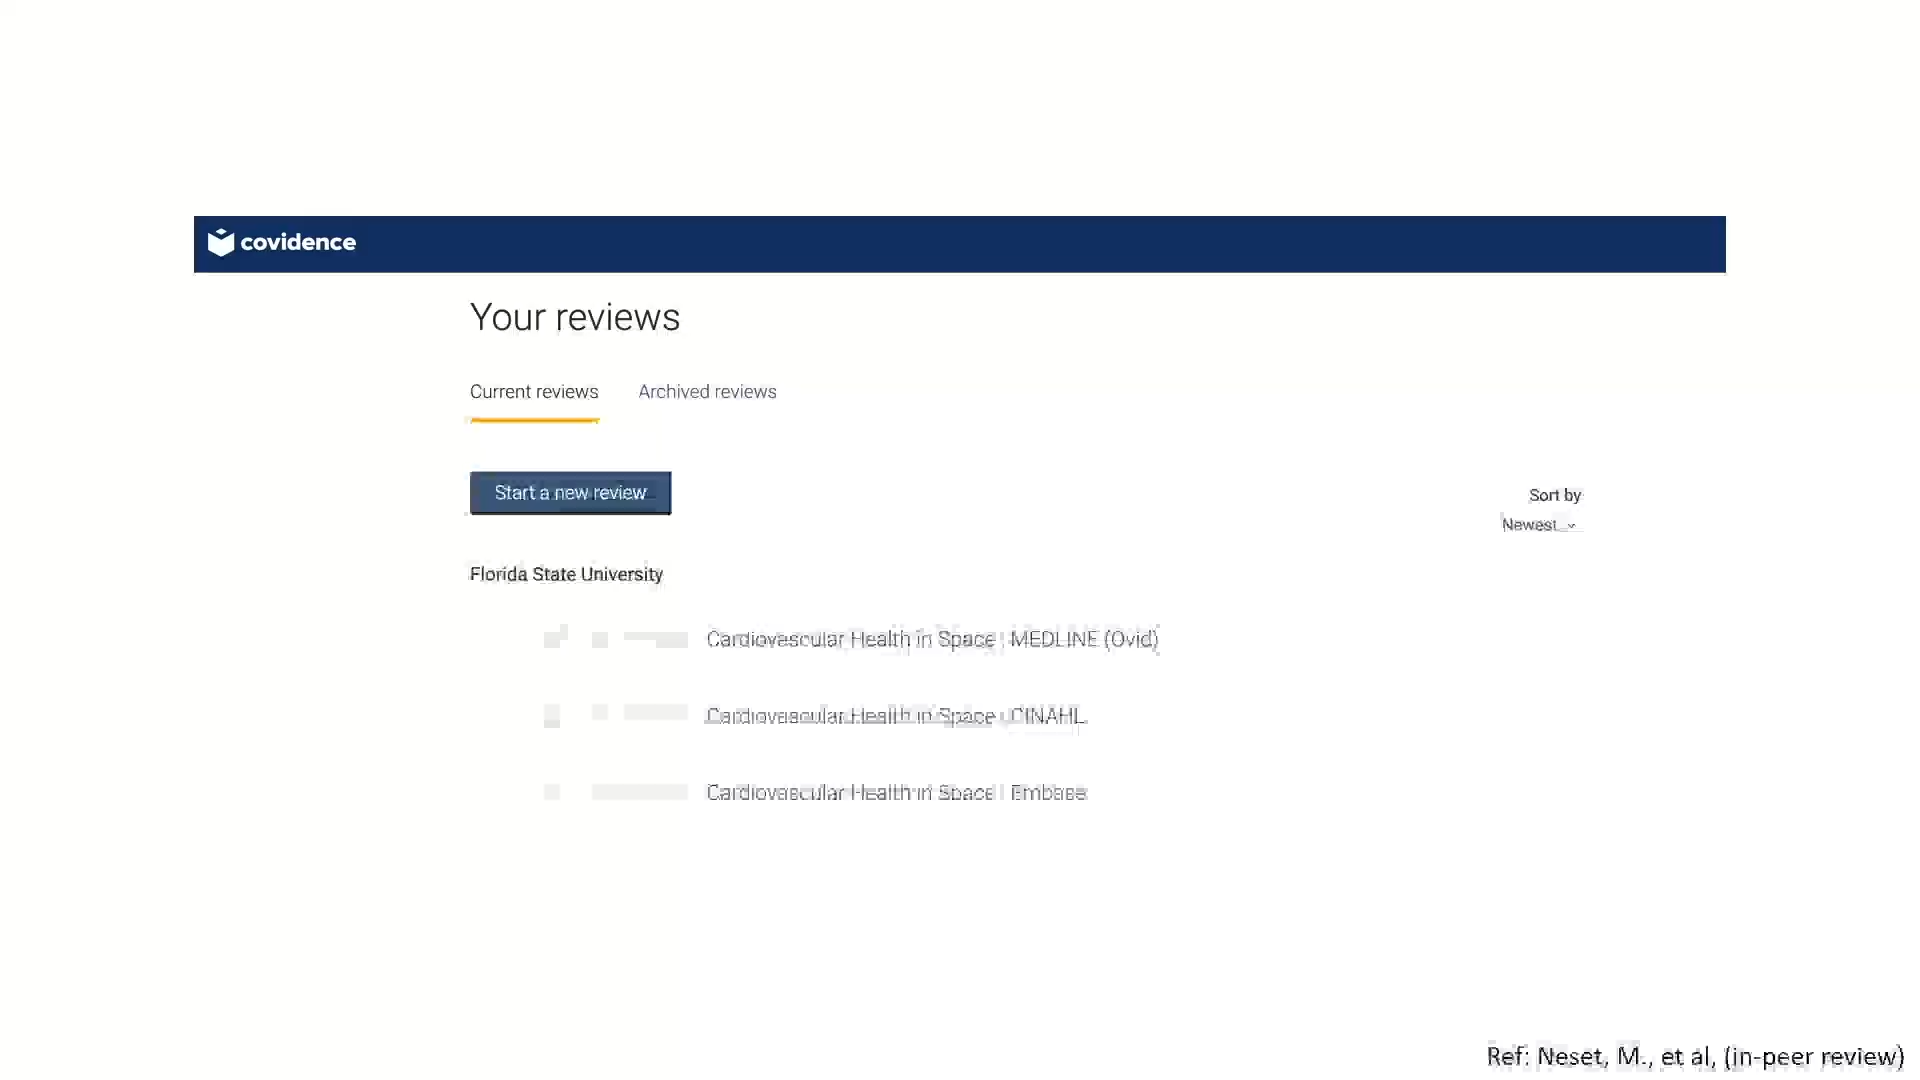 covidence
Your reviews
Current reviews Archived reviews
Start a new review
Sort by
Newest
Florida State University
Cardiovascular Health in Space | MEDLINE (Ovid)
Cardiovascular Health in Space | CINAHL
Cardiovascular Health in Space | Embase
Ref: Neset, M., et al, (in-peer review)